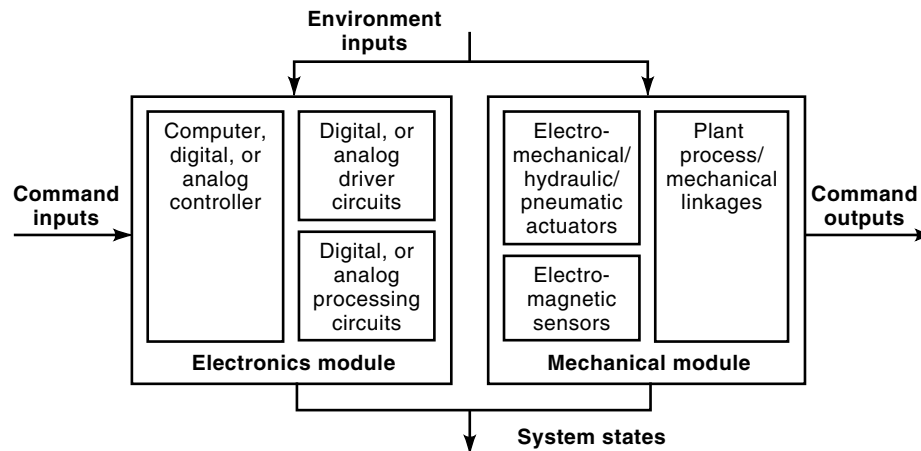 Environment
inputs
Command
inputs
Computer,
digital, or
analog
controller
Digital, or
analog
driver
circuits
Digital, or
analog
processing
circuits
Electronics module
Electro-
mechanical/
hydraulic/
pneumatic
actuators
Electro-
magnetic
sensors
Plant
process/
mechanical
linkages
Mechanical module
Command
outputs
System states